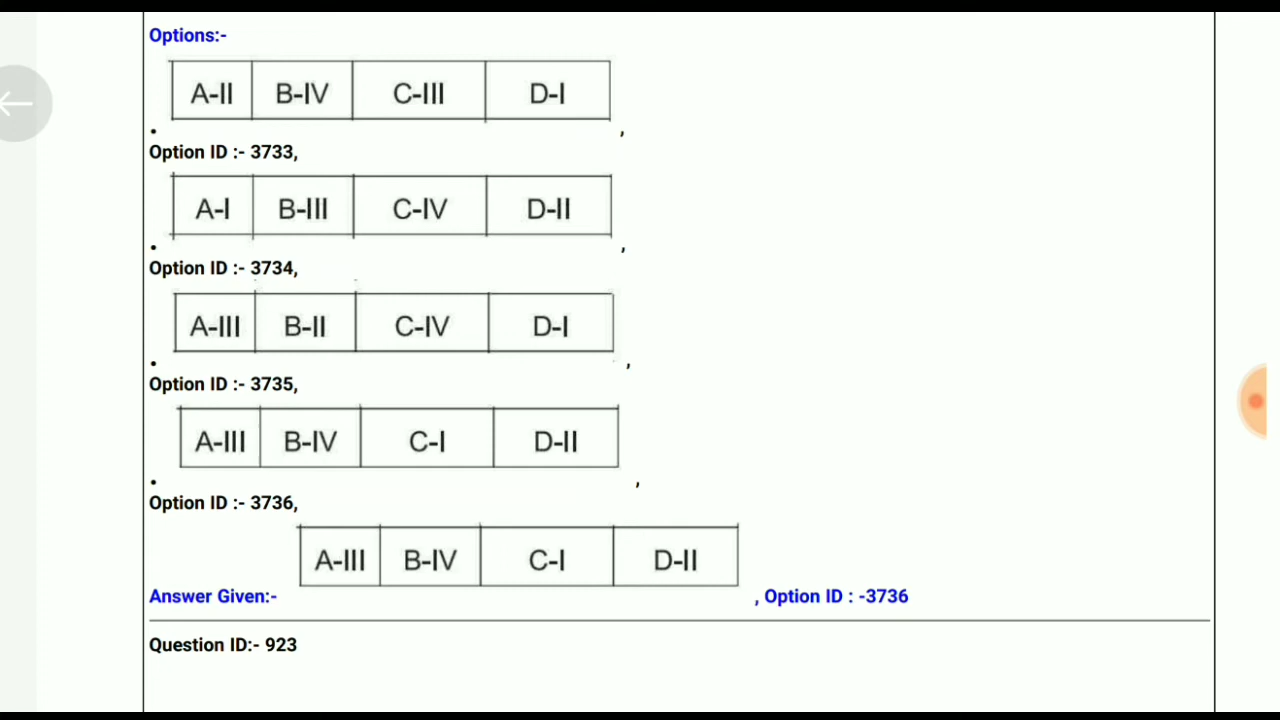 Options:-
A-II B-IV C-III D-I
• ,
Option ID :- 3733,
A-I B-III C-IV D-II
• ,
Option ID :- 3734,
A-III B-II C-IV D-I
• ,
Option ID :- 3735,
A-III B-IV C-I D-II
• ,
Option ID :- 3736,
A-III B-IV C-I D-II
Answer Given:- , Option ID : -3736
Question ID:- 923